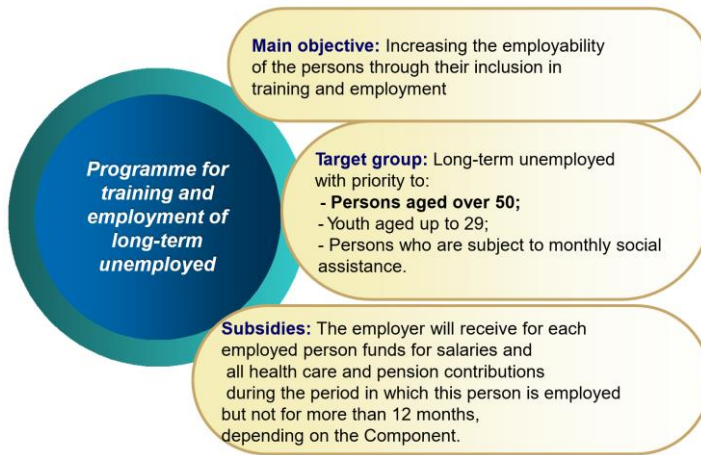 Programme for
training and
employment of
long-term
unemployed
Main objective: Increasing the employability
of the persons through their inclusion in
training and employment
Target group: Long-term unemployed
with priority to:
- Persons aged over 50;
- Youth aged up to 29;
- Persons who are subject to monthly social
assistance.
Subsidies: The employer will receive for each
employed person funds for salaries and
all health care and pension contributions
during the period in which this person is employed
but not for more than 12 months,
depending on the Component.